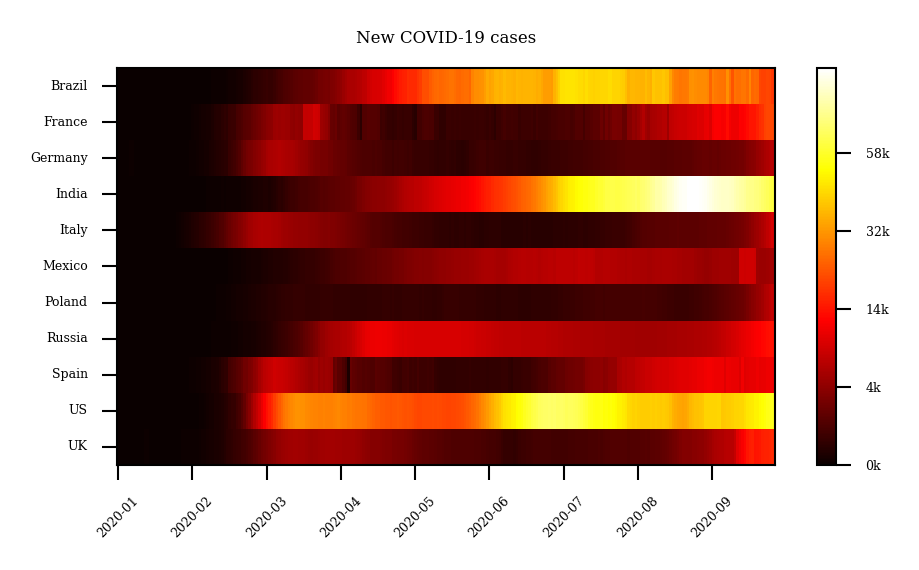 New COVID-19 cases
Brazil
France
Germany
India
Italy
Mexico
Poland
Russia
Spain
US
UK
2020-01
2020-02
2020-03
2020-04
2020-05
2020-06
2020-07
2020-08
2020-09
58k
32k
14k
4k
0k